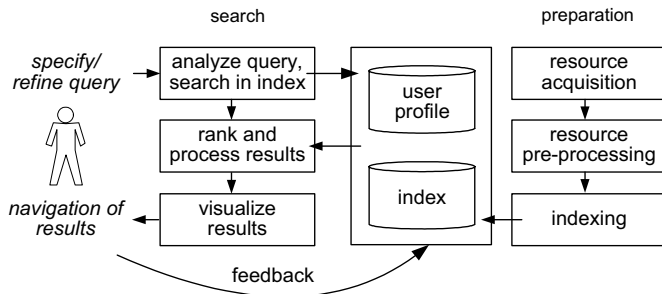 search
preparation
specify/
refine query
analyze query,
search in index
user
profile
resource
acquisition
rank and
process results
resource
pre-processing
navigation of
results
visualize
results
index
indexing
feedback